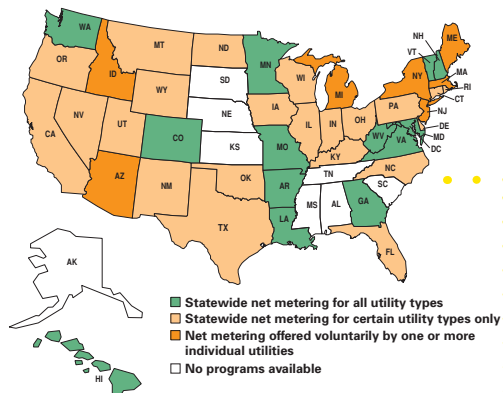 WA
OR
CA
NV
ID
MT
WY
UT
AZ
CO
NM
ND
SD
NE
KS
OK
TX
MN
IA
MO
AR
LA
WI
IL
MI
IN
OH
KY
TN
MS
AL
GA
FL
SC
NC
WV
VA
PA
NY
VT
NH
ME
MA
RI
CT
NJ
DE
MD
DC
AK
HI
Statewide net metering for all utility types
Statewide net metering for certain utility types only
Net metering offered voluntarily by one or more
individual utilities
No programs available